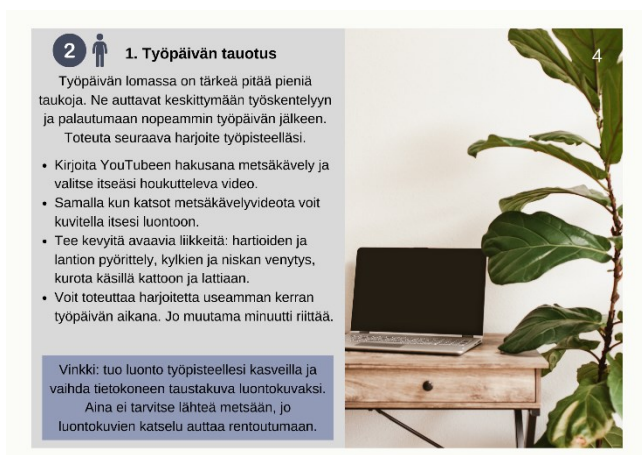 2
1. Työpäivän tauotus
4
Työpäivän lomassa on tärkeä pitää pieniä
taukoja. Ne auttavat keskittymään työskentelyyn
ja palautumaan nopeammin työpäivän jälkeen.
Toteuta seuraava harjoite työpisteelläsi.
• Kirjoita YouTubeen hakusana metsäkävely ja
valitse itseäsi houkutteleva video.
• Samalla kun katsot metsäkävelyvideota voit
kuvitella itsesi luontoon.
• Tee kevyitä avaavia liikkeitä: hartioiden ja
lantion pyörittely, kylkien ja niskan venytys,
kurota käsillä kattoon ja lattiaan.
• Voit toteuttaa harjoitetta useamman kerran
työpäivän aikana. Jo muutama minuutti riittää.
Vinkki: tuo luonto työpisteellesi kasveilla ja
vaihda tietokoneen taustakuva luontokuvaksi.
Aina ei tarvitse lähteä metsään, jo
luontokuvien katselu auttaa rentoutumaan.